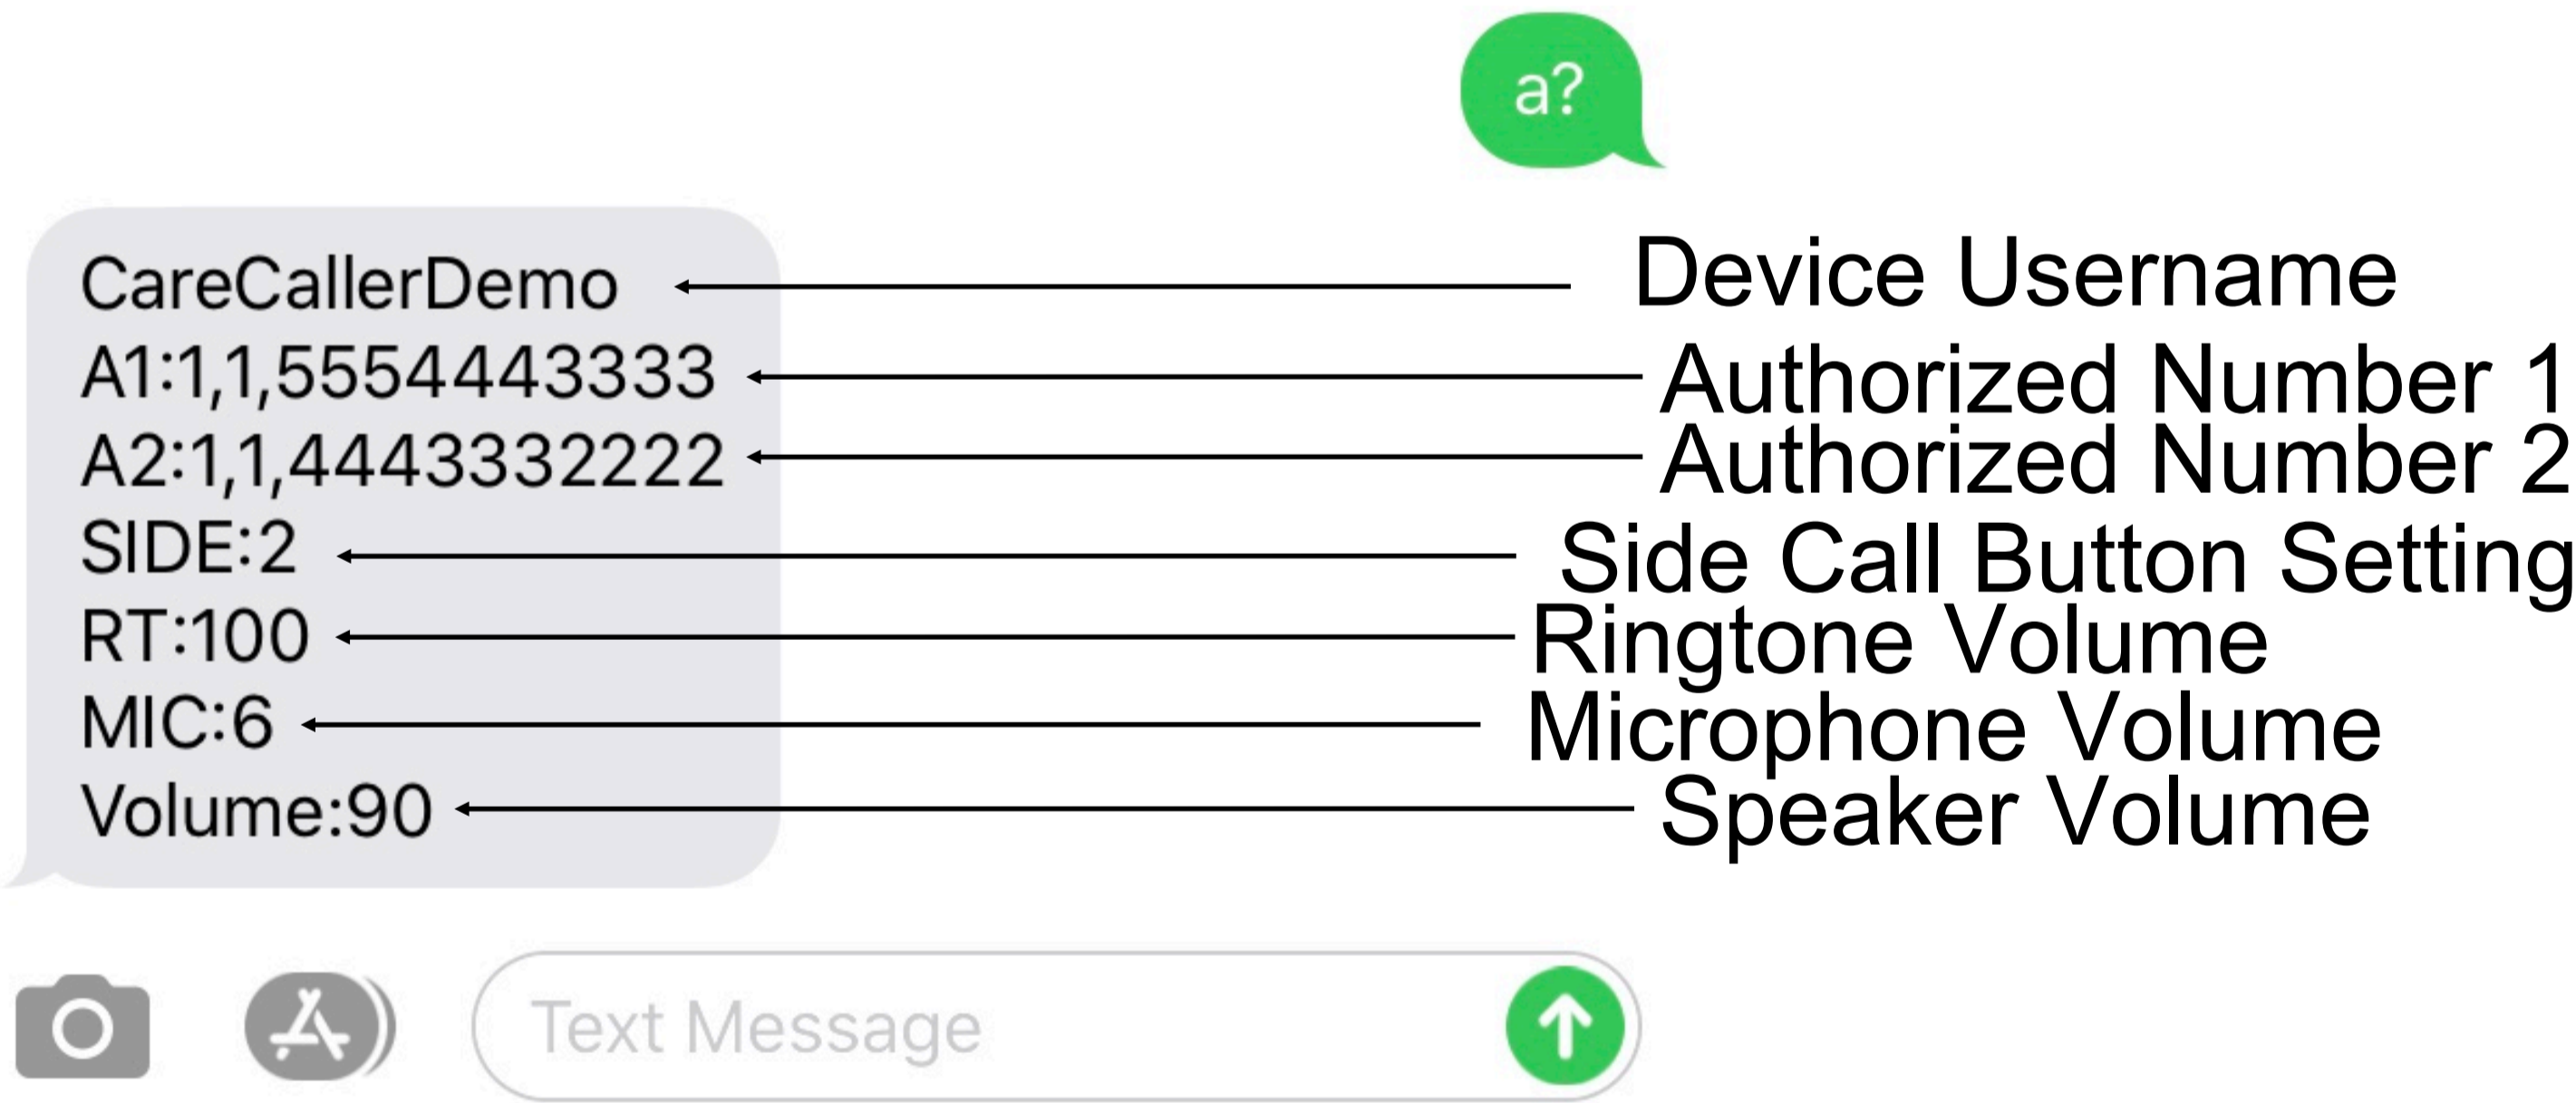 a?
CareCallerDemo
Device Username
A1:1,1,5554443333
Authorized Number 1
A2:1,1,4443332222
Authorized Number 2
SIDE:2
Side Call Button Setting
RT:100
Ringtone Volume
MIC:6
Microphone Volume
Volume:90
Speaker Volume
Text Message